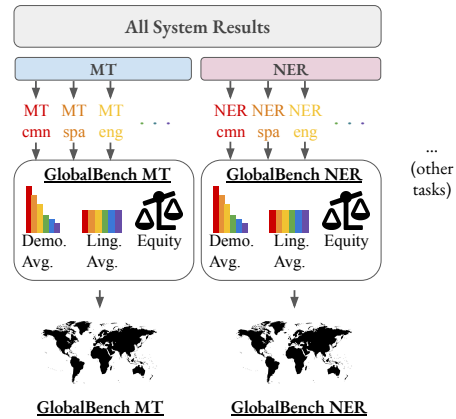 All System Results
MT NER
MT MT MT NER NER NER
cmn spa eng . . . cmn spa eng . . .
... 
(other
tasks)
GlobalBench MT GlobalBench NER
Demo. Ling. Equity Demo. Ling. Equity
Avg. Avg. Avg. Avg.
GlobalBench MT GlobalBench NER